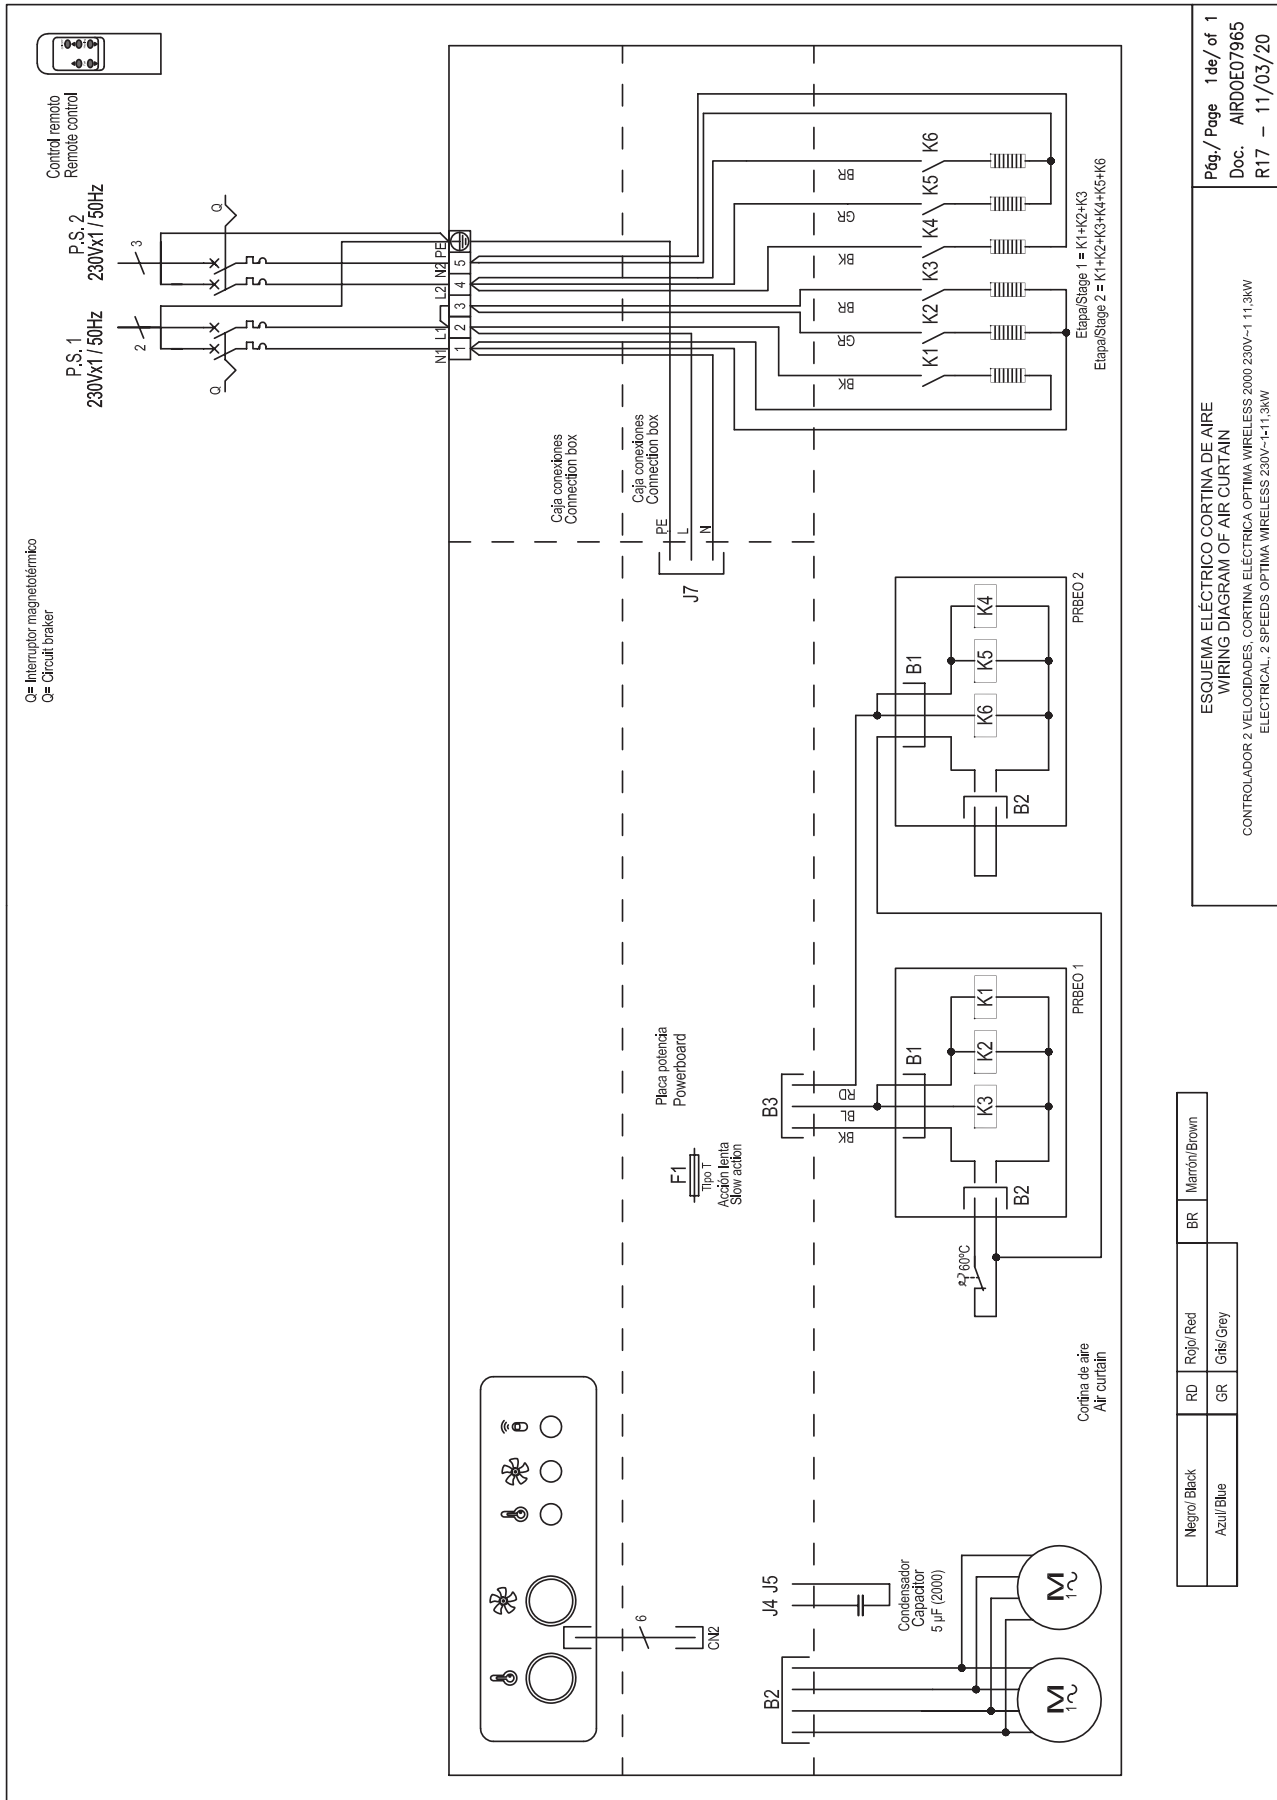 Q= Interruptor magnetotérmico
Q= Circuit braker
P.S. 1
230Vx1 / 50Hz
P.S. 2
230Vx1 / 50Hz
Control remoto
Remote control
2
3
Q
Q
N1
L1
L2
N2
PE
1
2
3
4
5
Caja conexiones
Connection box
Caja conexiones
Connection box
PE
L
N
J7
6
CN2
F1
Tipo T
Acción lenta
Slow action
Placa potencia
Powerboard
B2
J4 J5
Condensador
Capacitor
5 µF (2000)
M
1
M
1
Cortina de aire
Air curtain
B3
BK
BL
RD
60ºC
B2
B1
K3
K2
K1
PRBEO 1
B2
B1
K6
K5
K4
PRBEO 2
BK
GR
BR
BK
GR
BR
K1
K2
K3
K4
K5
K6
Etapa/Stage 1 = K1+K2+K3
Etapa/Stage 2 = K1+K2+K3+K4+K5+K6
Negro/ Black
RD
Rojo/ Red
BR
Marrón/Brown
Azul/ Blue
GR
Gris/ Grey
ESQUEMA ELÉCTRICO CORTINA DE AIRE
WIRING DIAGRAM OF AIR CURTAIN
CONTROLADOR 2 VELOCIDADES, CORTINA ELÉCTRICA OPTIMA WIRELESS 2000 230V~1 11,3kW
ELECTRICAL, 2 SPEEDS OPTIMA WIRELESS 230V~1-11,3kW
Pág./ Page 1 de/ of 1
Doc. AIRDOE07965
R17 - 11/03/20